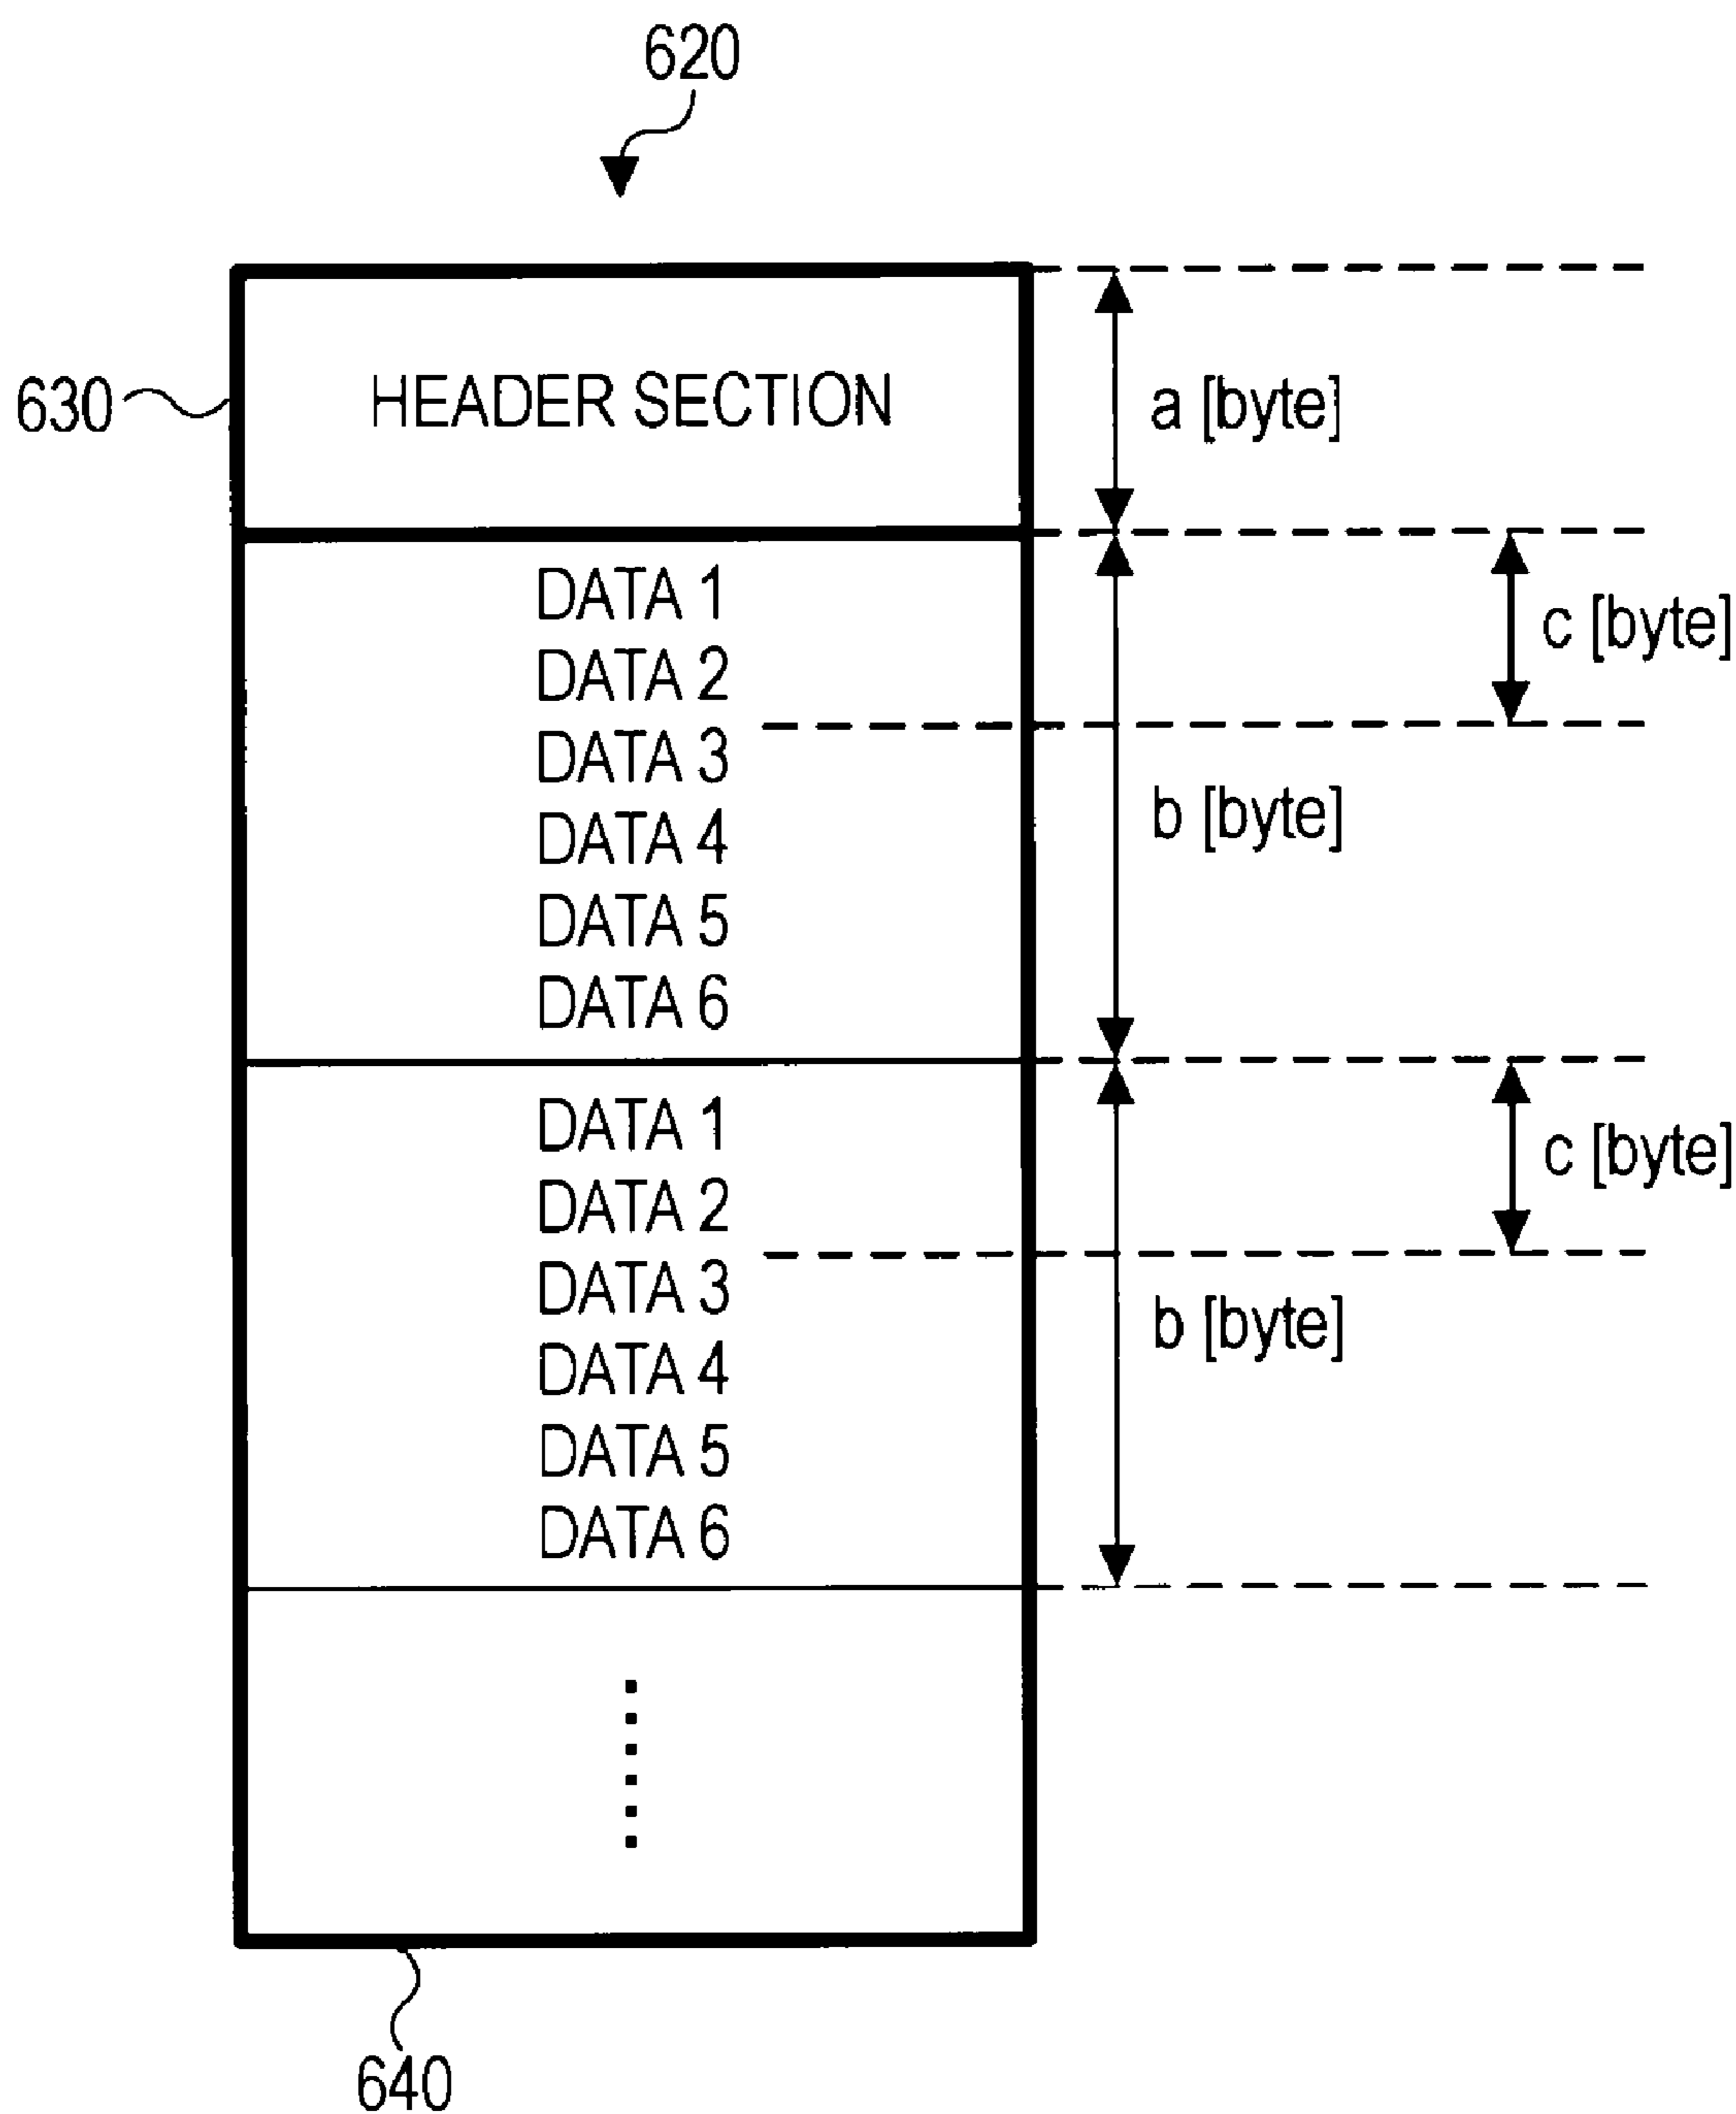 620
630
HEADER SECTION
a [byte]
DATA 1
c [byte]
DATA 2
DATA 3
b [byte]
DATA 4
DATA 5
DATA 6
DATA 1
c [byte]
DATA 2
DATA 3
b [byte]
DATA 4
DATA 5
DATA 6
640